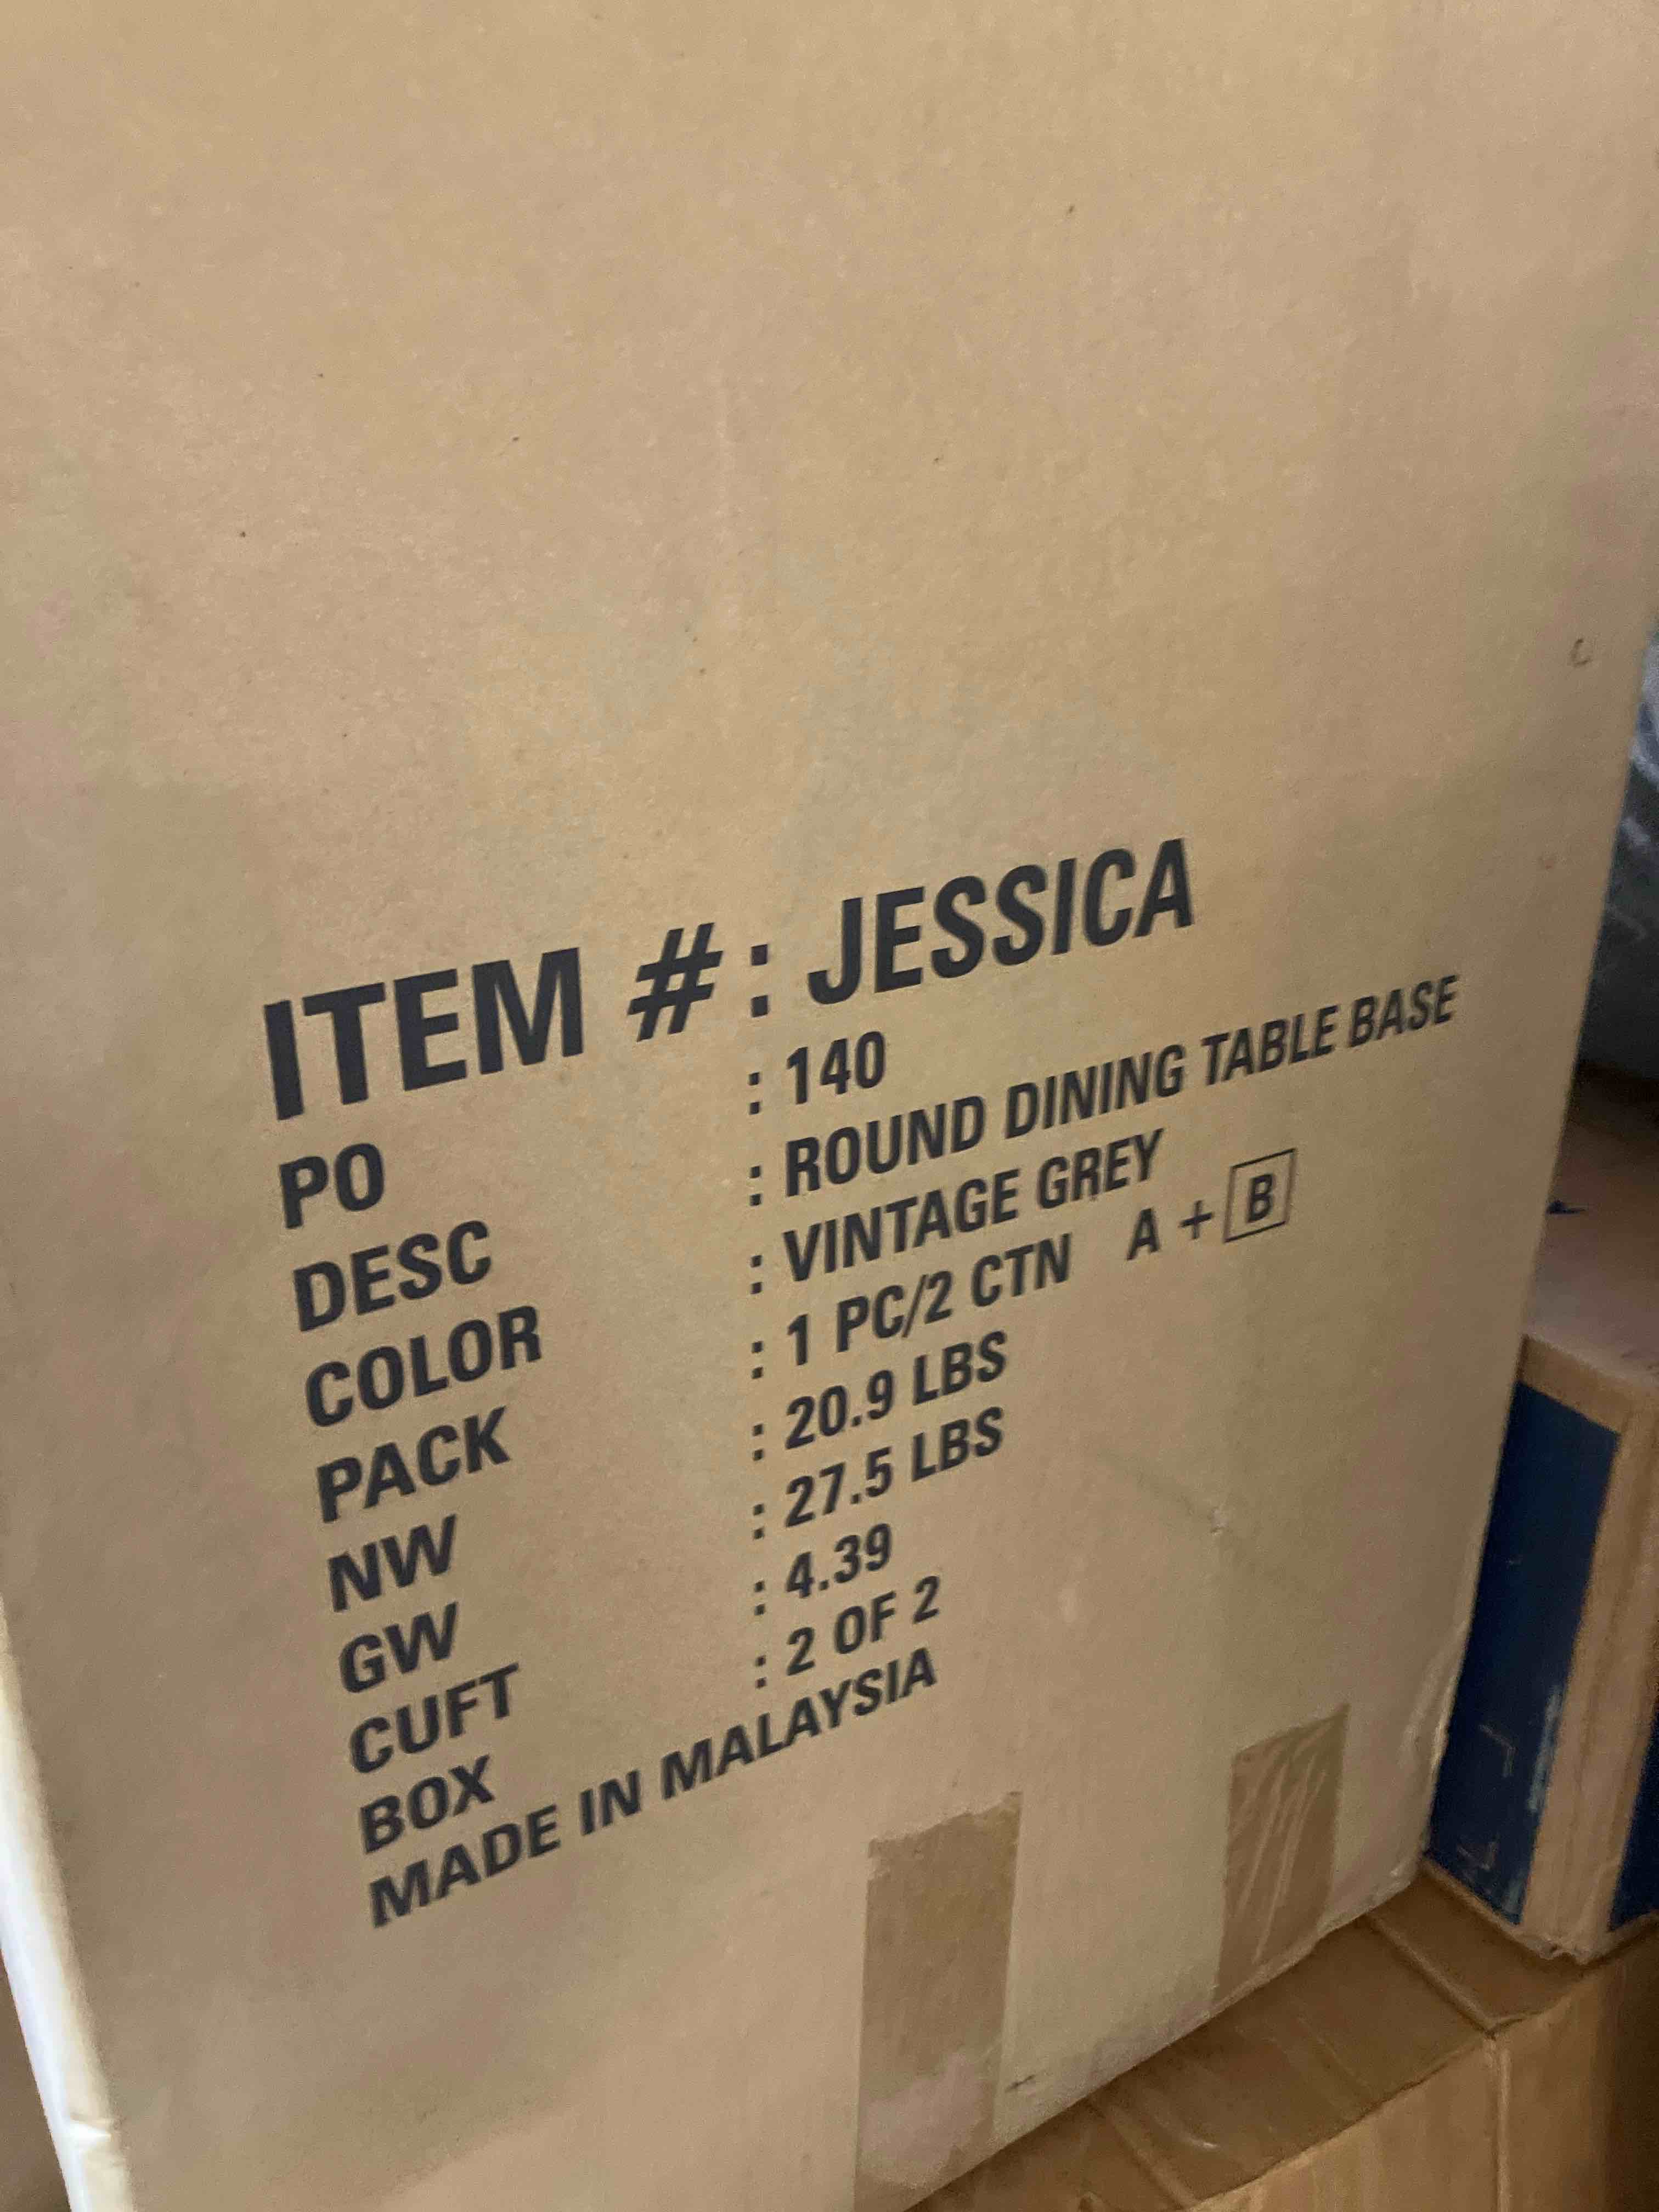 ITEM # : JESSICA
PO : 140
DESC : ROUND DINING TABLE BASE
COLOR : VINTAGE GREY
PACK : 1 PC/2 CTN A + B
NW : 20.9 LBS
GW : 27.5 LBS
CUFT : 4.39
BOX : 2 OF 2
MADE IN MALAYSIA